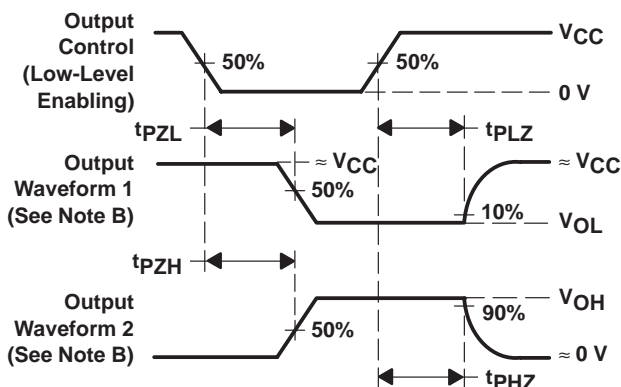 Output
Control
(Low-Level
Enabling)
50%
50%
VCC
0 V
tPZL
tPLZ
Output
Waveform 1
(See Note B)
≈ VCC
50%
≈ VCC
10%
VOL
tPZH
Output
Waveform 2
(See Note B)
50%
VOH
90%
≈ 0 V
tPHZ